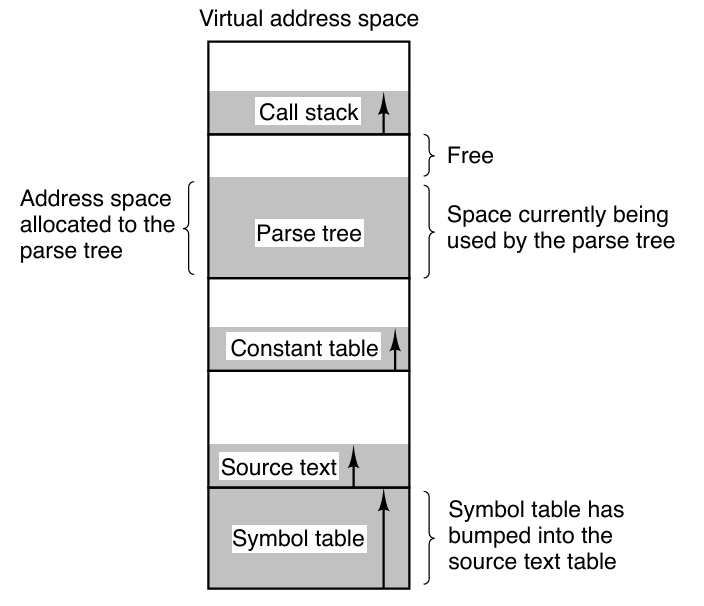 Virtual address space
Call stack
Free
Address space
allocated to the
parse tree
Parse tree
Space currently being
used by the parse tree
Constant table
Source text
Symbol table
Symbol table has
bumped into the
source text table